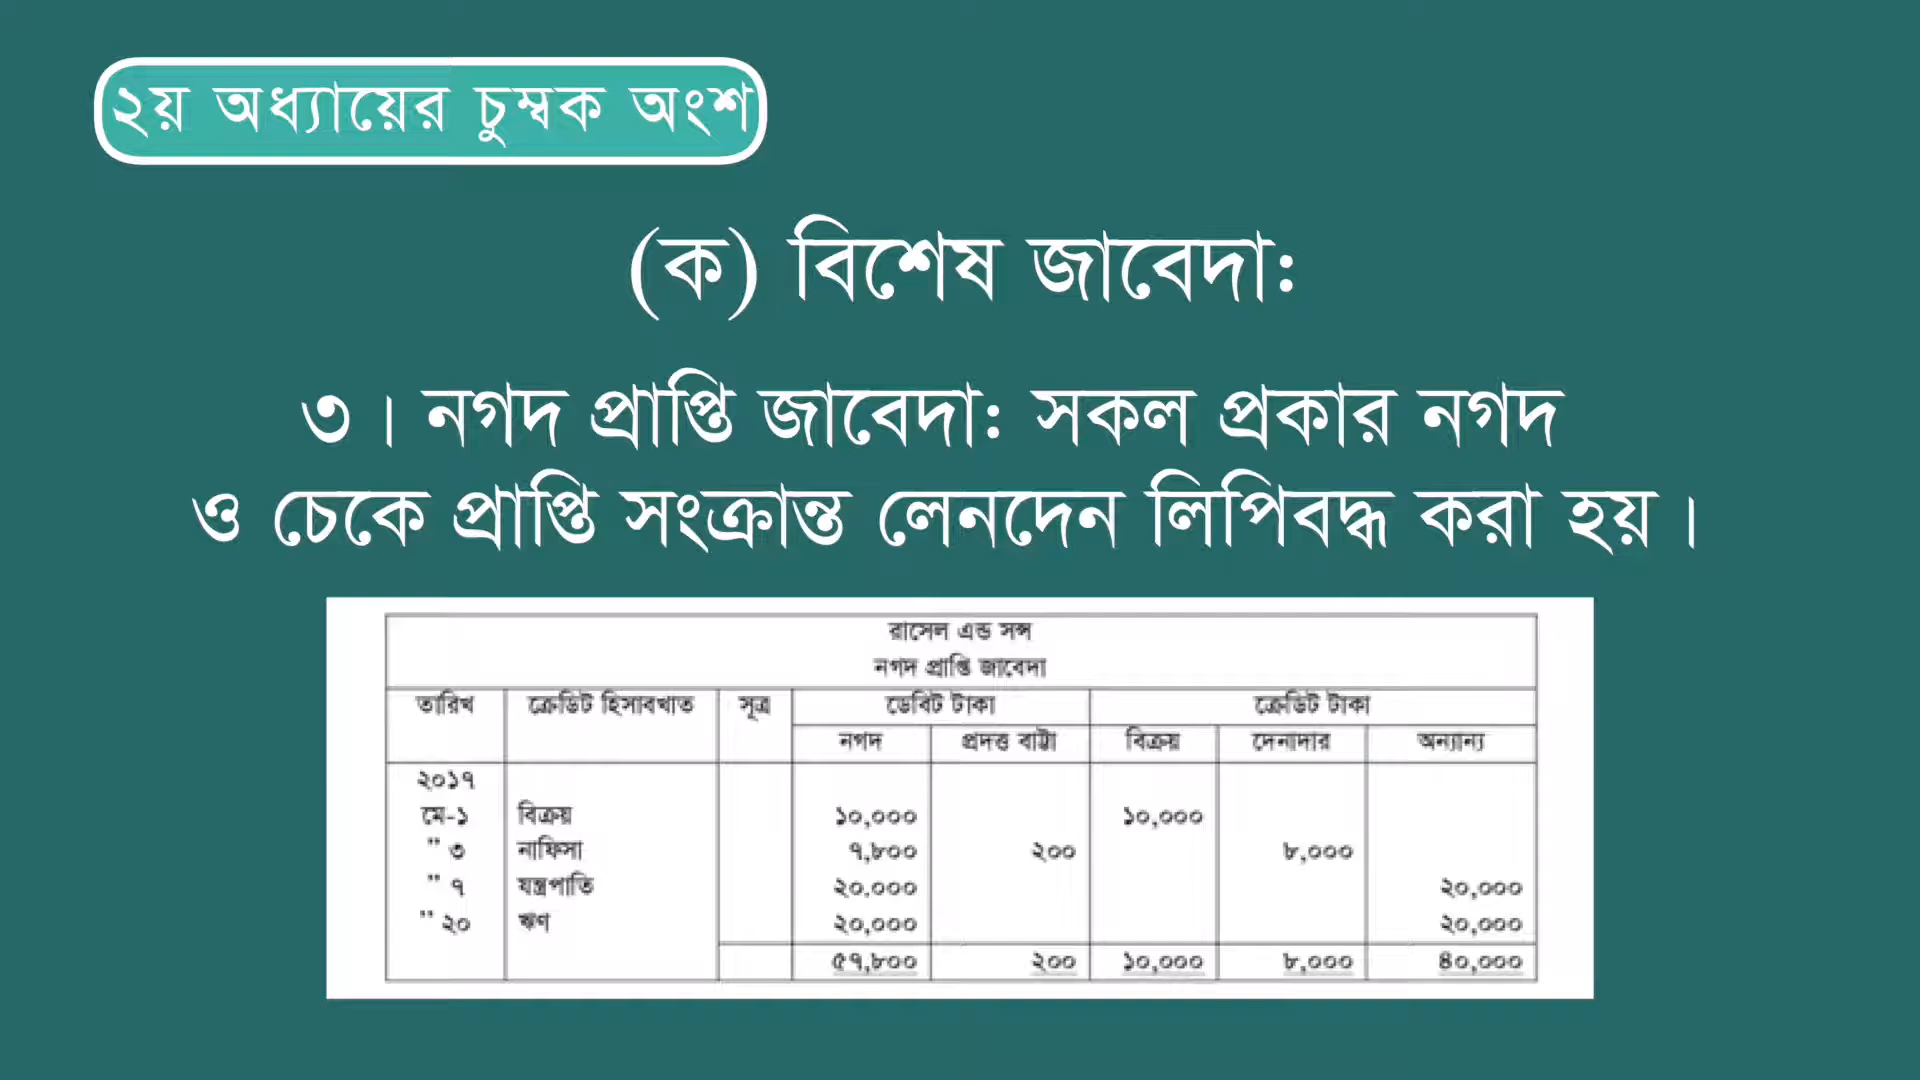 ২য় অধ্যায়ের চুম্বক অংশ
(ক) বিশেষ জাবেদাঃ
৩। নগদ প্রাপ্তি জাবেদাঃ সকল প্রকার নগদ
ও চেকে প্রাপ্তি সংক্রান্ত লেনদেন লিপিবদ্ধ করা হয়।
রাসেল এন্ড সন্স
নগদ প্রাপ্তি জাবেদা
তারিখ ক্রেডিট হিসাবখাত সূত্র ডেবিট টাকা ক্রেডিট টাকা
নগদ প্রদত্ত বাট্টা বিক্রয় দেনাদার অন্যান্য
২০১৭
মে-১ বিক্রয় ১০,০০০ ১০,০০০
" ৩ নাফিসা ৭,৮০০ ২০০ ৮,০০০
" ৭ যন্ত্রপাতি ২০,০০০ ২০,০০০
" ২০ ঋণ ২০,০০০ ২০,০০০
৫৭,৮০০ ২০০ ১০,০০০ ৮,০০০ ৪০,০০০